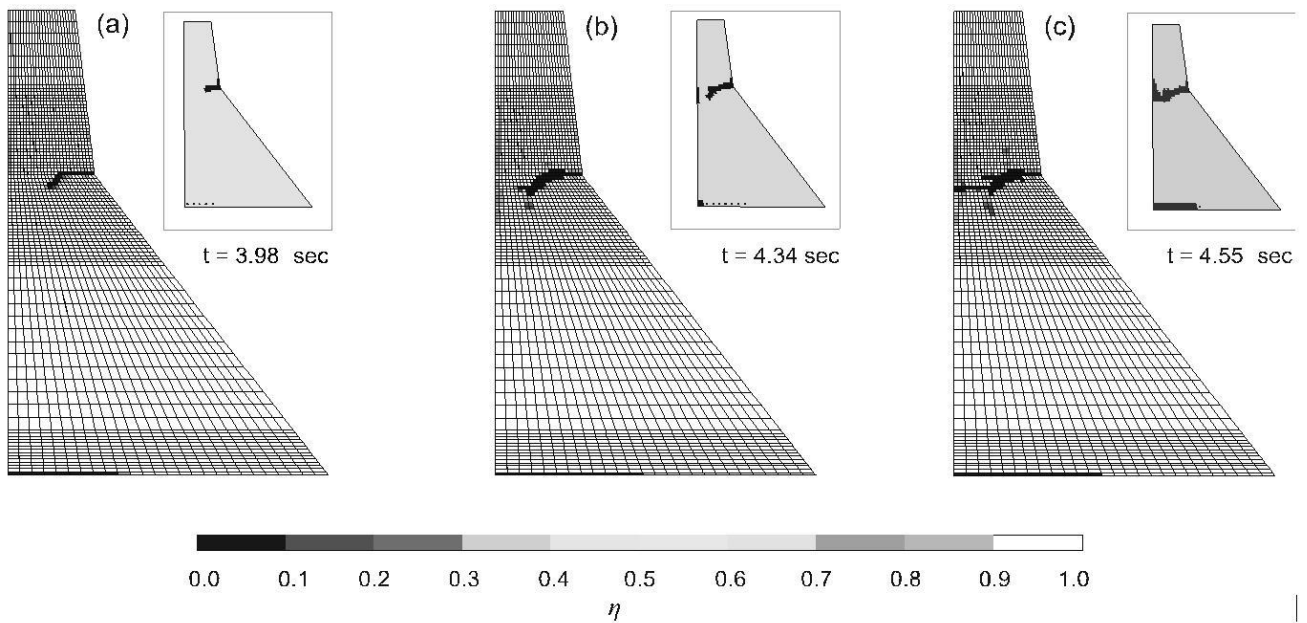 (a)
(b)
(c)
t = 3.98 sec
t = 4.34 sec
t = 4.55 sec
0.0 0.1 0.2 0.3 0.4 0.5 0.6 0.7 0.8 0.9 1.0
η